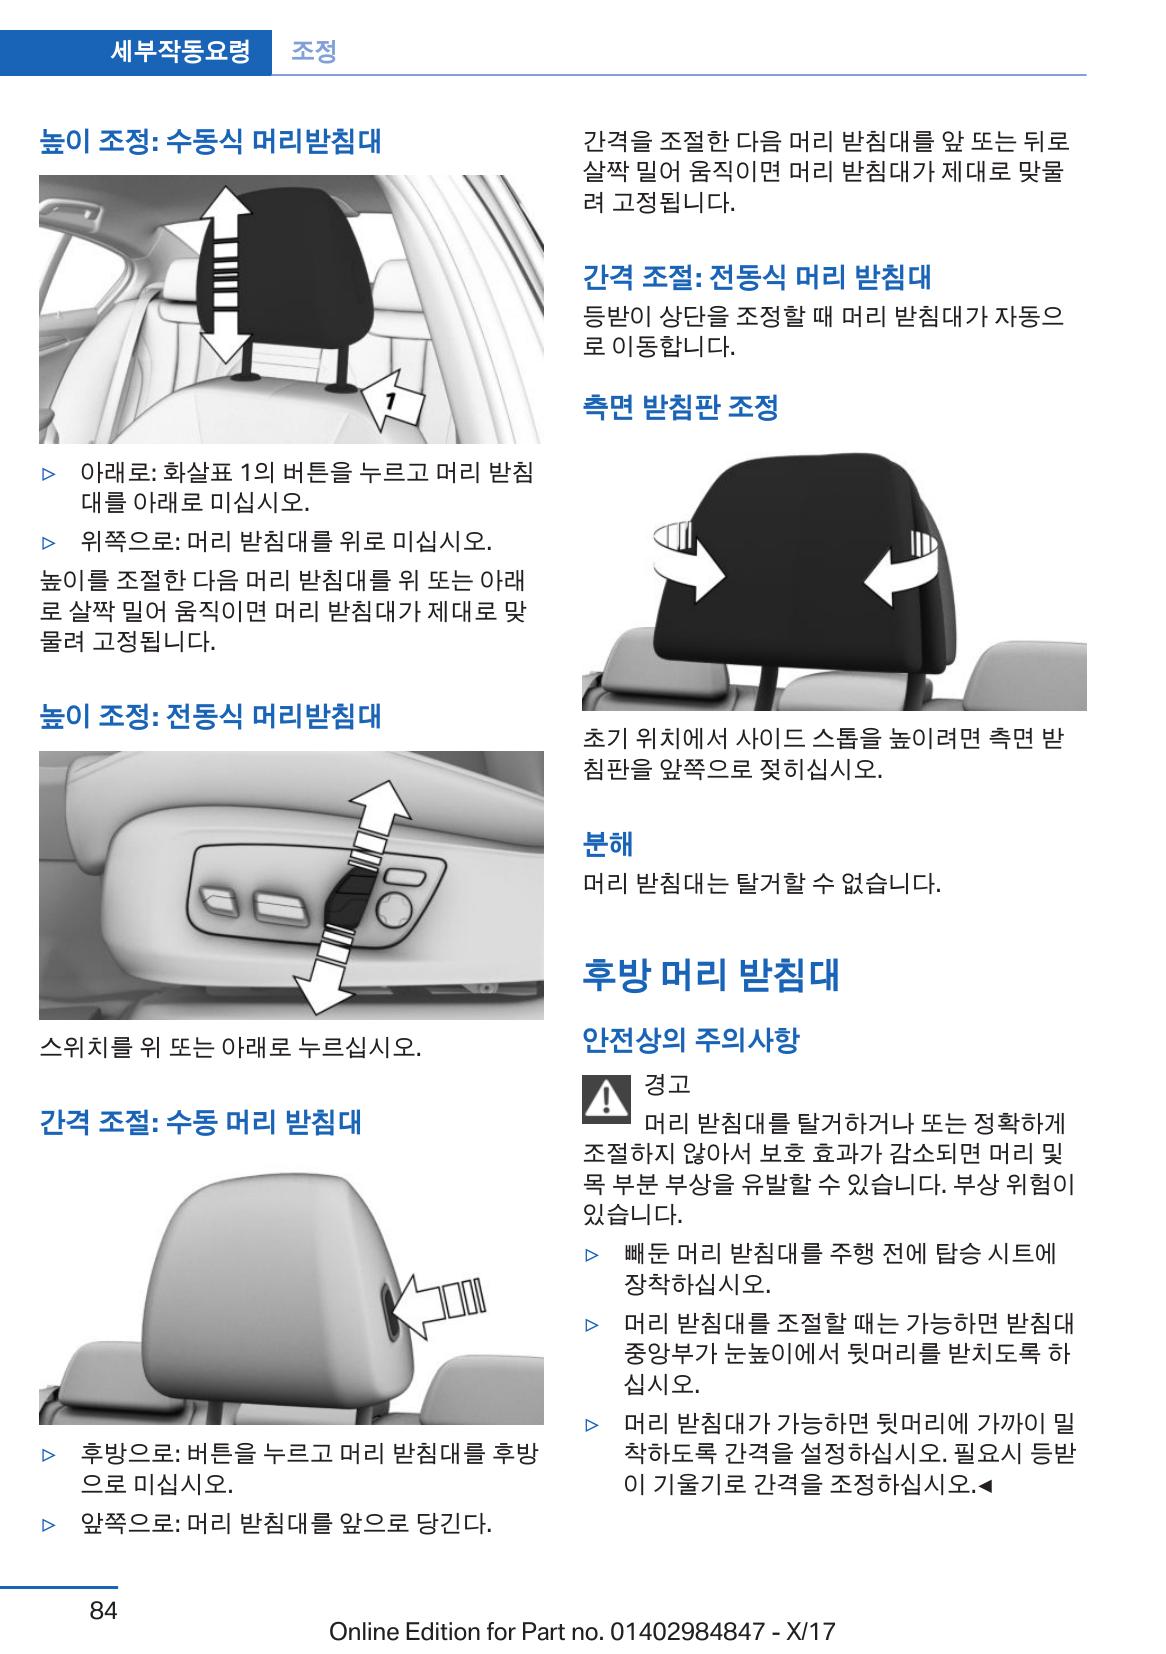 세부작동요령 조정
높이 조정: 수동식 머리받침대
1
▷ 아래로: 화살표 1의 버튼을 누르고 머리 받침
대를 아래로 미십시오.
▷ 위쪽으로: 머리 받침대를 위로 미십시오.
높이를 조절한 다음 머리 받침대를 위 또는 아래
로 살짝 밀어 움직이면 머리 받침대가 제대로 맞
물려 고정됩니다.
높이 조정: 전동식 머리받침대
스위치를 위 또는 아래로 누르십시오.
간격 조절: 수동 머리 받침대
▷ 후방으로: 버튼을 누르고 머리 받침대를 후방
으로 미십시오.
▷ 앞쪽으로: 머리 받침대를 앞으로 당긴다.
간격을 조절한 다음 머리 받침대를 앞 또는 뒤로
살짝 밀어 움직이면 머리 받침대가 제대로 맞물
려 고정됩니다.
간격 조절: 전동식 머리 받침대
등받이 상단을 조정할 때 머리 받침대가 자동으
로 이동합니다.
측면 받침판 조정
초기 위치에서 사이드 스톱을 높이려면 측면 받
침판을 앞쪽으로 젖히십시오.
분해
머리 받침대는 탈거할 수 없습니다.
후방 머리 받침대
안전상의 주의사항
경고
머리 받침대를 탈거하거나 또는 정확하게
조절하지 않아서 보호 효과가 감소되면 머리 및
목 부분 부상을 유발할 수 있습니다. 부상 위험이
있습니다.
▷ 빼둔 머리 받침대를 주행 전에 탑승 시트에
장착하십시오.
▷ 머리 받침대를 조절할 때는 가능하면 받침대
중앙부가 눈높이에서 뒷머리를 받치도록 하
십시오.
▷ 머리 받침대가 가능하면 뒷머리에 가까이 밀
착하도록 간격을 설정하십시오. 필요시 등받
이 기울기로 간격을 조정하십시오.◄
84
Online Edition for Part no. 01402984847 - X/17